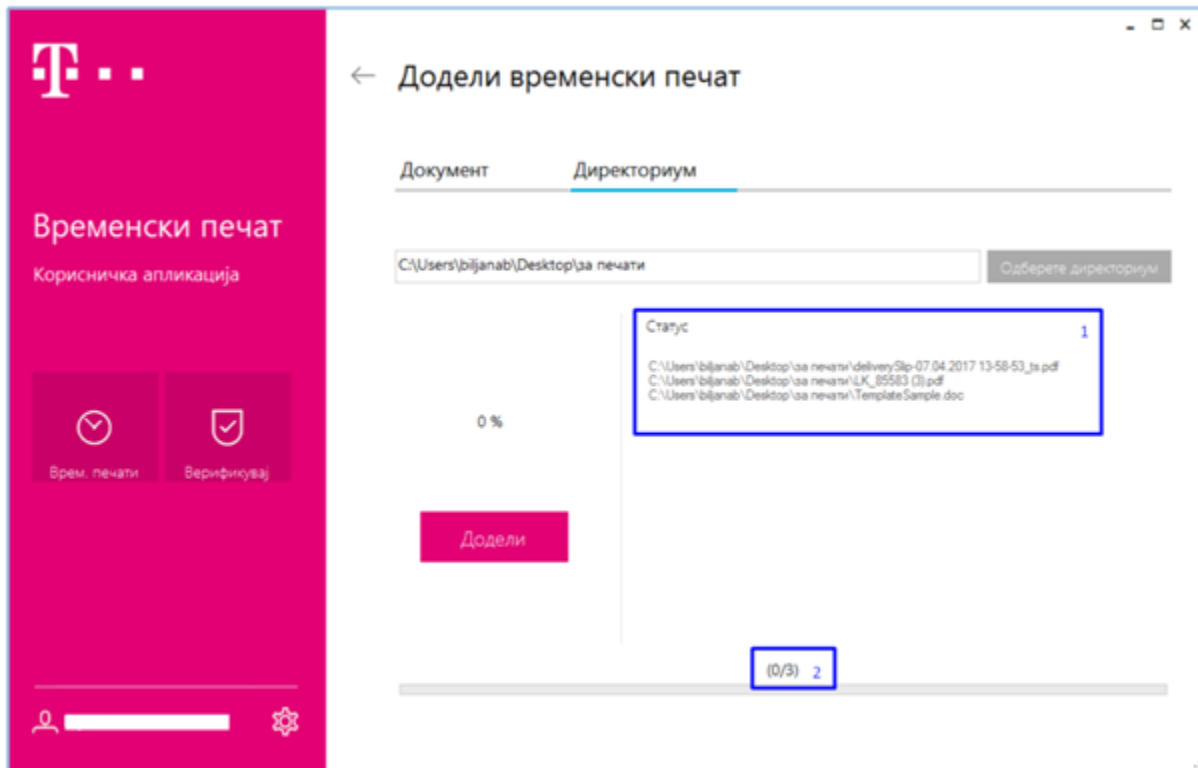 T
Додели временски печат
Документ
Директориум
Временски печат
Корисничка апликација
C:\Users\biljanab\Desktop\за печати
Одберете директориум
Статус
1
C:\Users\biljanab\Desktop\за печати\deliverySlip-07.04.2017 13-58-53_ts.pdf
C:\Users\biljanab\Desktop\за печати\LK_85583 (3).pdf
C:\Users\biljanab\Desktop\за печати\TemplateSample.doc
0 %
Врем. печати
Верификувај
Додели
(0/3) 2